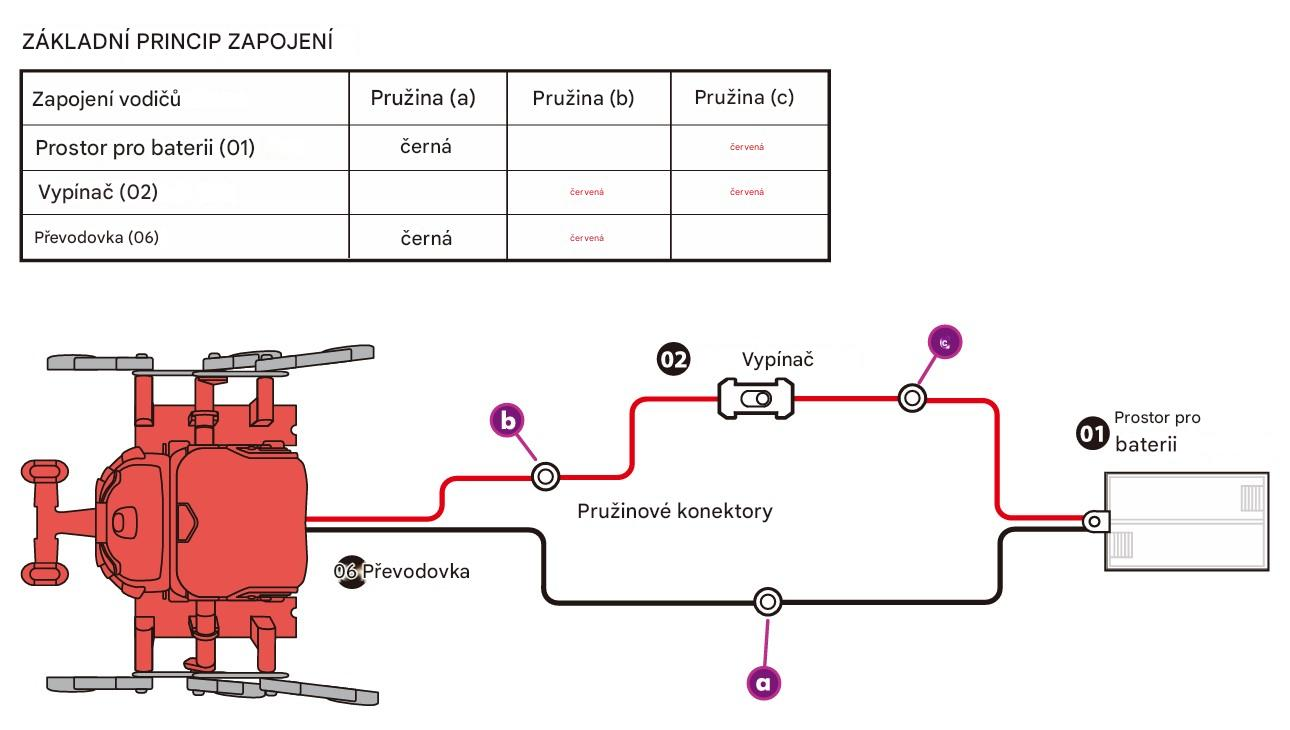 ZÁKLADNÍ PRINCIP ZAPOJENÍ
Zapojení vodičů Pružina (a) Pružina (b) Pružina (c)
Prostor pro baterii (01) černá červená
Vypínač (02) červená červená
Převodovka (06) černá červená
02 Vypínač
c
b
01 Prostor pro
baterii
Pružinové konektory
06 Převodovka
a